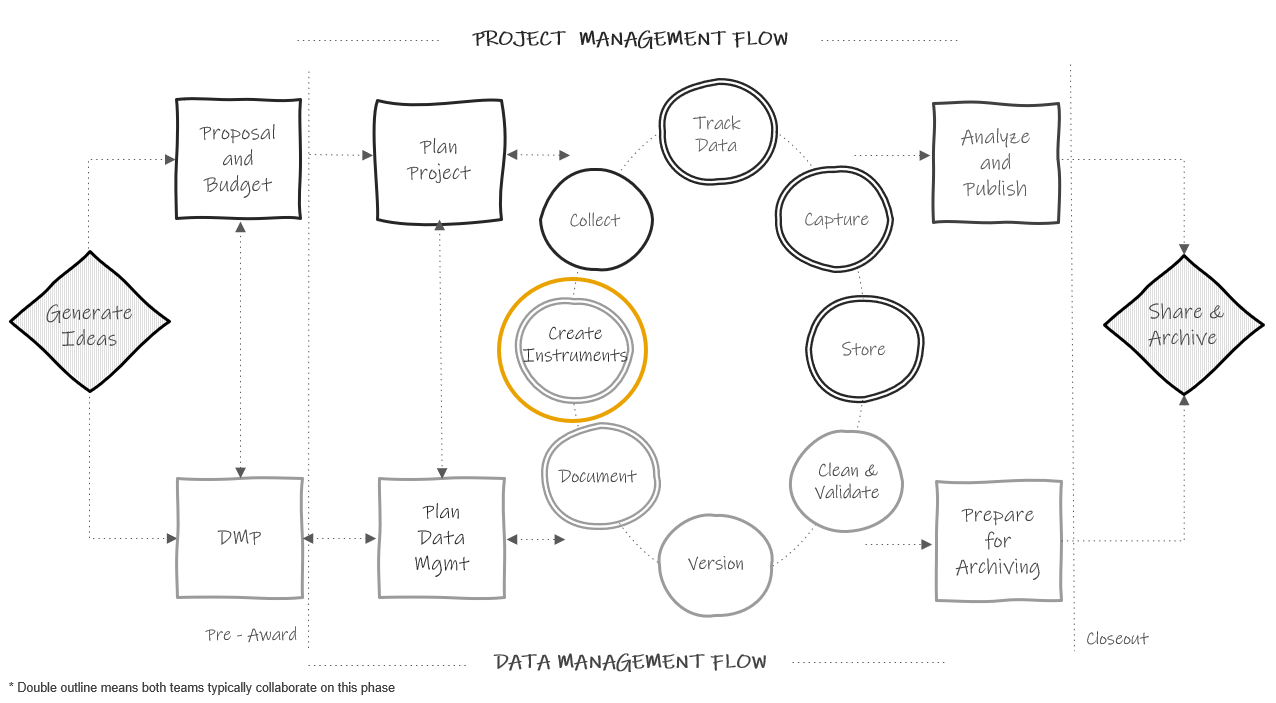 PROJECT MANAGEMENT FLOW
Proposal
and
Budget
Plan
Project
Track
Data
Analyze
and
Publish
Collect
Capture
Generate
Ideas
Create
Instruments
Store
Share &
Archive
Document
Clean &
Validate
DMP
Plan
Data
Mgmt
Version
Prepare
for
Archiving
Pre - Award
Closeout
DATA MANAGEMENT FLOW
* Double outline means both teams typically collaborate on this phase